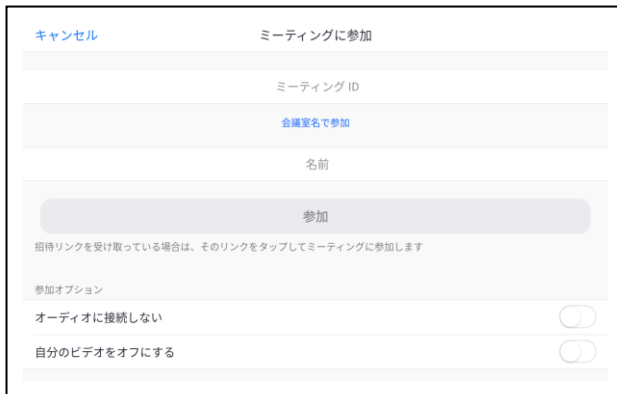 キャンセル
ミーティングに参加
ミーティング ID
会議室名で参加
名前
参加
招待リンクを受け取っている場合は、そのリンクをタップしてミーティングに参加します
参加オプション
オーディオに接続しない
自分のビデオをオフにする